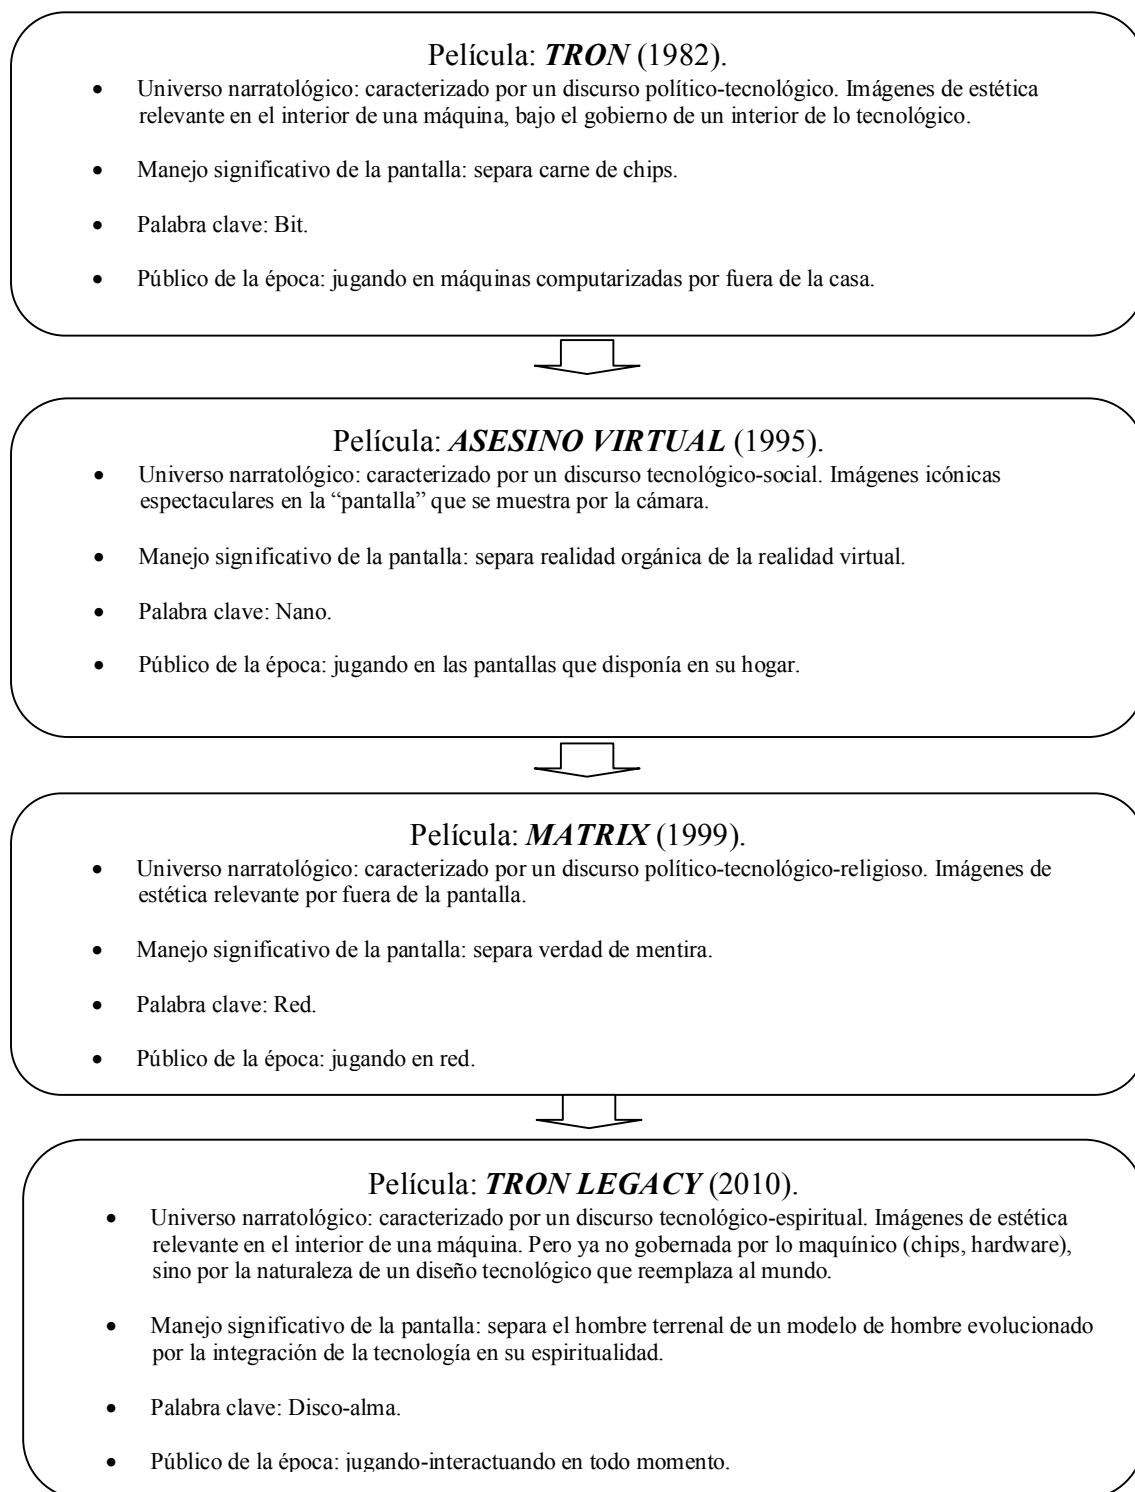 Película: TRON (1982).
• Universo narratológico: caracterizado por un discurso político-tecnológico. Imágenes de estética
relevante en el interior de una máquina, bajo el gobierno de un interior de lo tecnológico.
• Manejo significativo de la pantalla: separa carne de chips.
• Palabra clave: Bit.
• Público de la época: jugando en máquinas computarizadas por fuera de la casa.
Película: ASESINO VIRTUAL (1995).
• Universo narratológico: caracterizado por un discurso tecnológico-social. Imágenes icónicas
espectaculares en la “pantalla” que se muestra por la cámara.
• Manejo significativo de la pantalla: separa realidad orgánica de la realidad virtual.
• Palabra clave: Nano.
• Público de la época: jugando en las pantallas que disponía en su hogar.
Película: MATRIX (1999).
• Universo narratológico: caracterizado por un discurso político-tecnológico-religioso. Imágenes de
estética relevante por fuera de la pantalla.
• Manejo significativo de la pantalla: separa verdad de mentira.
• Palabra clave: Red.
• Público de la época: jugando en red.
Película: TRON LEGACY (2010).
• Universo narratológico: caracterizado por un discurso tecnológico-espiritual. Imágenes de estética
relevante en el interior de una máquina. Pero ya no gobernada por lo maquínico (chips, hardware),
sino por la naturaleza de un diseño tecnológico que reemplaza al mundo.
• Manejo significativo de la pantalla: separa el hombre terrenal de un modelo de hombre evolucionado
por la integración de la tecnología en su espiritualidad.
• Palabra clave: Disco-alma.
• Público de la época: jugando-interactuando en todo momento.